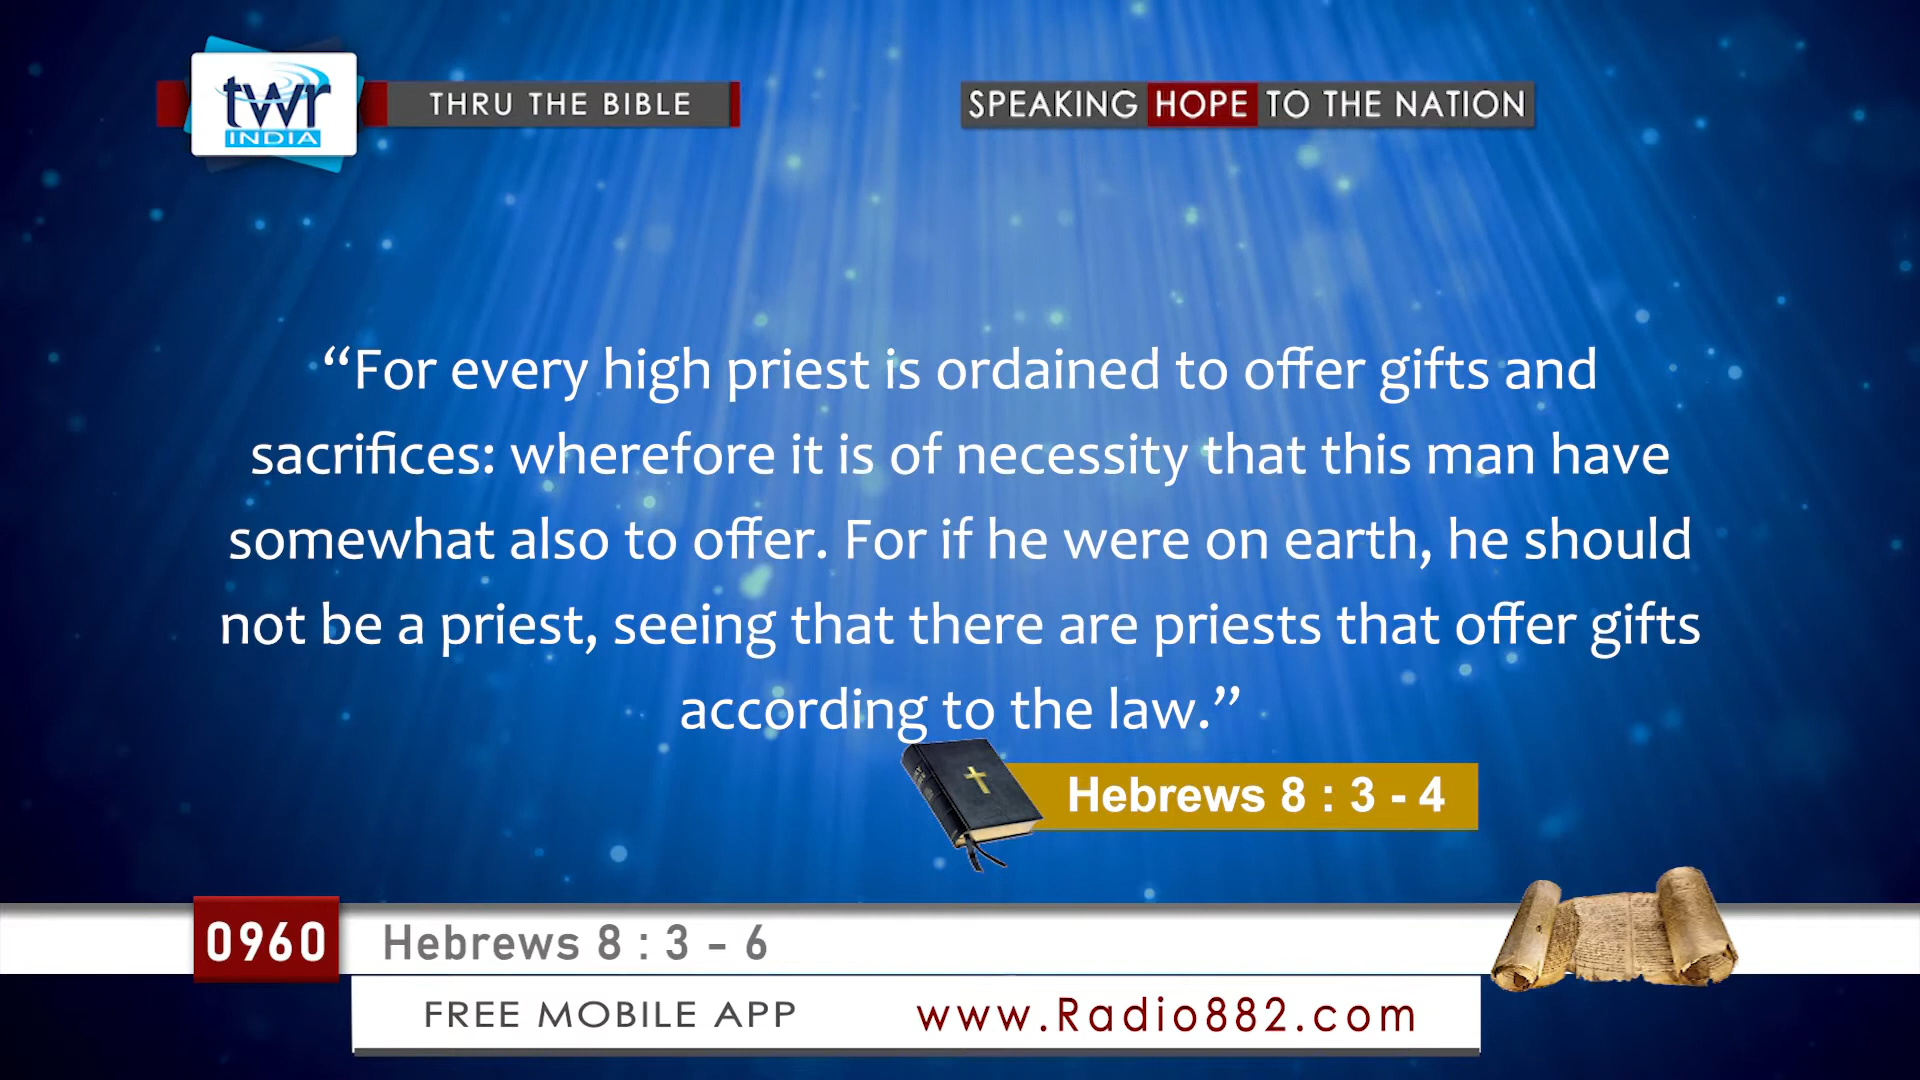 twr
INDIA
THRU THE BIBLE
SPEAKING HOPE TO THE NATION
“For every high priest is ordained to offer gifts and
sacrifices: wherefore it is of necessity that this man have
somewhat also to offer. For if he were on earth, he should
not be a priest, seeing that there are priests that offer gifts
according to the law.”
Hebrews 8 : 3 - 4
0960
Hebrews 8 : 3 - 6
FREE MOBILE APP
www.Radio882.com